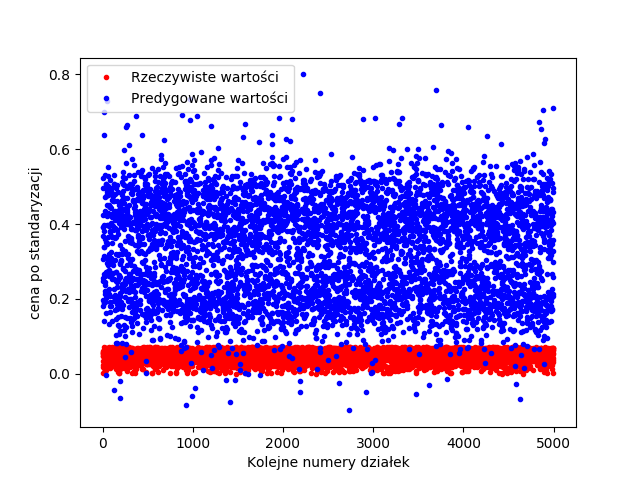 Rzeczywiste wartości
Predygowane wartości
cena po standaryzacji
0.8
0.6
0.4
0.2
0.0
0
1000
2000
3000
4000
5000
Kolejne numery działek